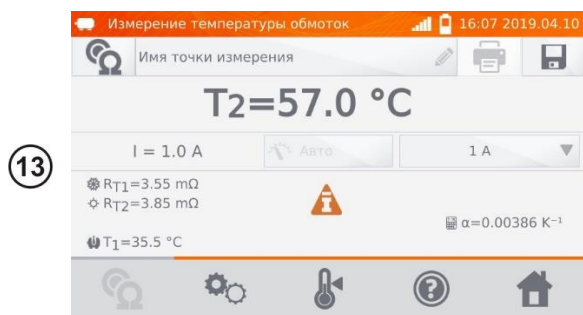 Измерение температуры обмоток 16:07 2019.04.10
Имя точки измерения
T2=57.0 °C
13
I = 1.0 A Авто 1 A
RT1=3.55 mΩ
RT2=3.85 mΩ
α=0.00386 K⁻¹
T1=35.5 °C